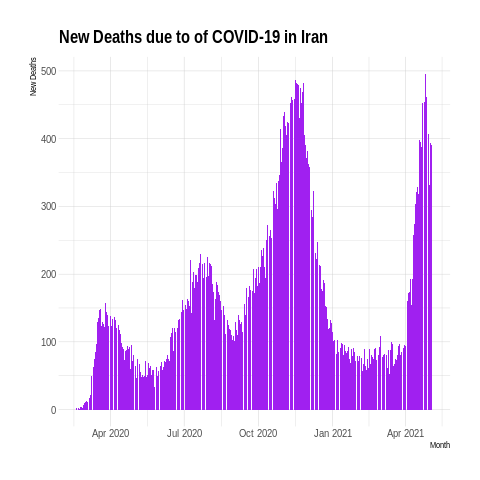 New Deaths due to of COVID-19 in Iran
New Deaths
500
400
300
200
100
0
Apr 2020 Jul 2020 Oct 2020 Jan 2021 Apr 2021
Month